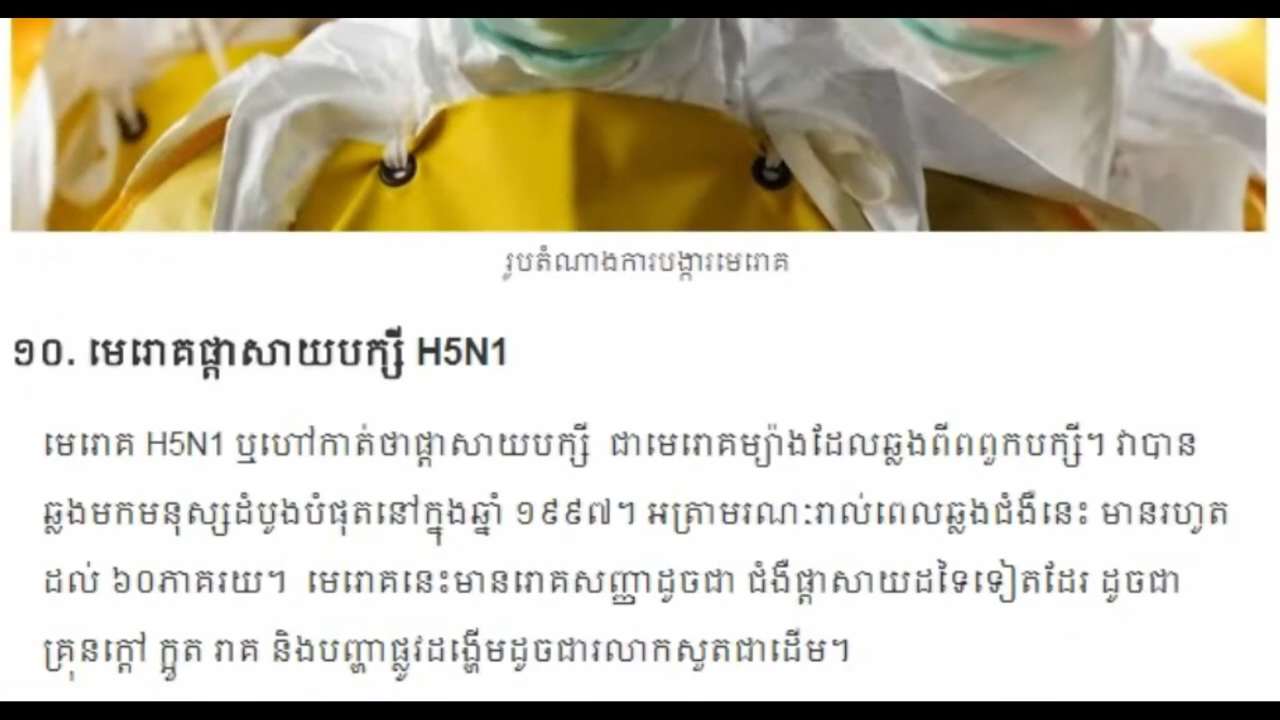 រូបតំណាងការបង្ការមេរោគ
១០. មេរោគផ្ដាសាយបក្សី H5N1
មេរោគ H5N1 ឬហៅកាត់ថាផ្ដាសាយបក្សី ជាមេរោគម្យ៉ាងដែលឆ្លងពីពពួកបក្សី។ វាបាន
ឆ្លងមកមនុស្សដំបូងបំផុតនៅក្នុងឆ្នាំ ១៩៩៧។ អត្រាមរណៈរាល់ពេលឆ្លងជំងឺនេះ មានរហូត
ដល់ ៦០ភាគរយ។ មេរោគនេះមានរោគសញ្ញាដូចជា ជំងឺផ្ដាសាយដទៃទៀតដែរ ដូចជា
គ្រុនក្ដៅ ក្អួត រាគ និងបញ្ហាផ្លូវដង្ហើមដូចជារលាកសួតជាដើម។